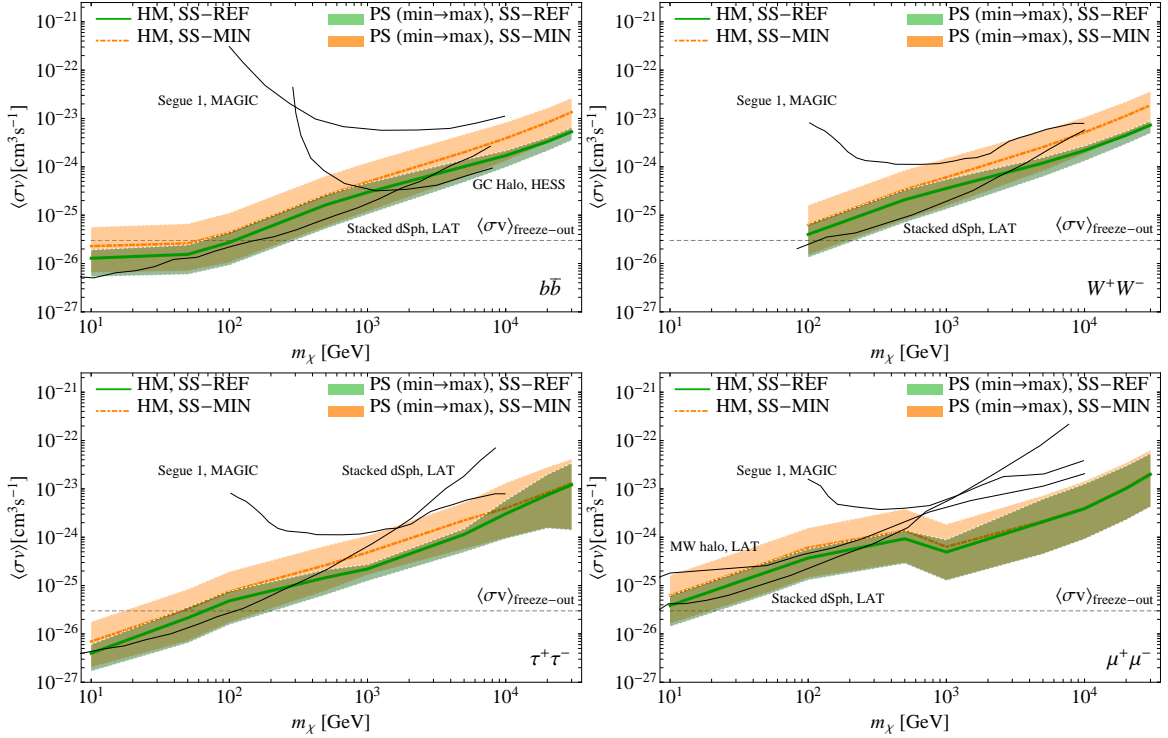 HM, SS-REF PS (min→max), SS-REF
HM, SS-MIN PS (min→max), SS-MIN
⟨σv⟩[cm³s⁻¹]
10⁻²¹
10⁻²²
10⁻²³
10⁻²⁴
10⁻²⁵
10⁻²⁶
10⁻²⁷
Segue 1, MAGIC
GC Halo, HESS
Stacked dSph, LAT
⟨σv⟩freeze-out
bb̅
10¹ 10² 10³ 10⁴
mχ [GeV]
HM, SS-REF PS (min→max), SS-REF
HM, SS-MIN PS (min→max), SS-MIN
⟨σv⟩[cm³s⁻¹]
10⁻²¹
10⁻²²
10⁻²³
10⁻²⁴
10⁻²⁵
10⁻²⁶
10⁻²⁷
Segue 1, MAGIC
Stacked dSph, LAT
⟨σv⟩freeze-out
W⁺W⁻
10¹ 10² 10³ 10⁴
mχ [GeV]
HM, SS-REF PS (min→max), SS-REF
HM, SS-MIN PS (min→max), SS-MIN
⟨σv⟩[cm³s⁻¹]
10⁻²¹
10⁻²²
10⁻²³
10⁻²⁴
10⁻²⁵
10⁻²⁶
10⁻²⁷
Segue 1, MAGIC
Stacked dSph, LAT
⟨σv⟩freeze-out
τ⁺τ⁻
10¹ 10² 10³ 10⁴
mχ [GeV]
HM, SS-REF PS (min→max), SS-REF
HM, SS-MIN PS (min→max), SS-MIN
⟨σv⟩[cm³s⁻¹]
10⁻²¹
10⁻²²
10⁻²³
10⁻²⁴
10⁻²⁵
10⁻²⁶
10⁻²⁷
Segue 1, MAGIC
MW halo, LAT
Stacked dSph, LAT
⟨σv⟩freeze-out
μ⁺μ⁻
10¹ 10² 10³ 10⁴
mχ [GeV]